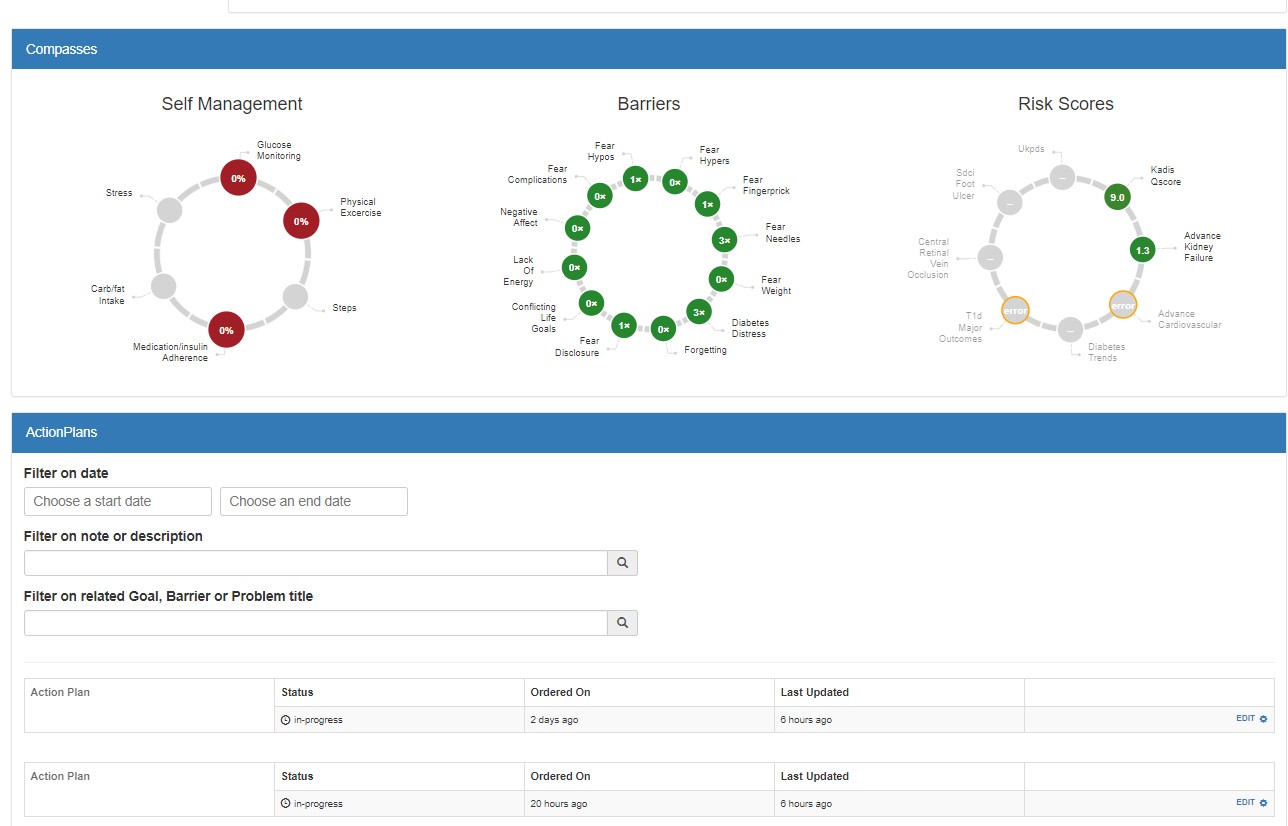 Compasses
Self Management
Glucose
Monitoring
0%
Physical
Excercise
0%
Steps
Medication/insulin
Adherence
0%
Carb/fat
Intake
Stress
Barriers
Fear
Hypos
1×
Fear
Hypers
0×
Fear
Fingerprick
1×
Fear
Needles
3×
Fear
Weight
0×
Diabetes
Distress
3×
Forgetting
0×
Fear
Disclosure
1×
Conflicting
Life
Goals
0×
Lack
Of
Energy
0×
Negative
Affect
0×
Fear
Complications
0×
Risk Scores
Ukpds
--
Kadis
Qscore
9.0
Advance
Kidney
Failure
1.3
Advance
Cardiovascular
error
Diabetes
Trends
--
T1d
Major
Outcomes
error
Central
Retinal
Vein
Occlusion
--
Sdci
Foot
Ulcer
--
ActionPlans
Filter on date
Choose a start date
Choose an end date
Filter on note or description
Filter on related Goal, Barrier or Problem title
Action Plan Status Ordered On Last Updated
in-progress 2 days ago 6 hours ago EDIT
Action Plan Status Ordered On Last Updated
in-progress 20 hours ago 6 hours ago EDIT